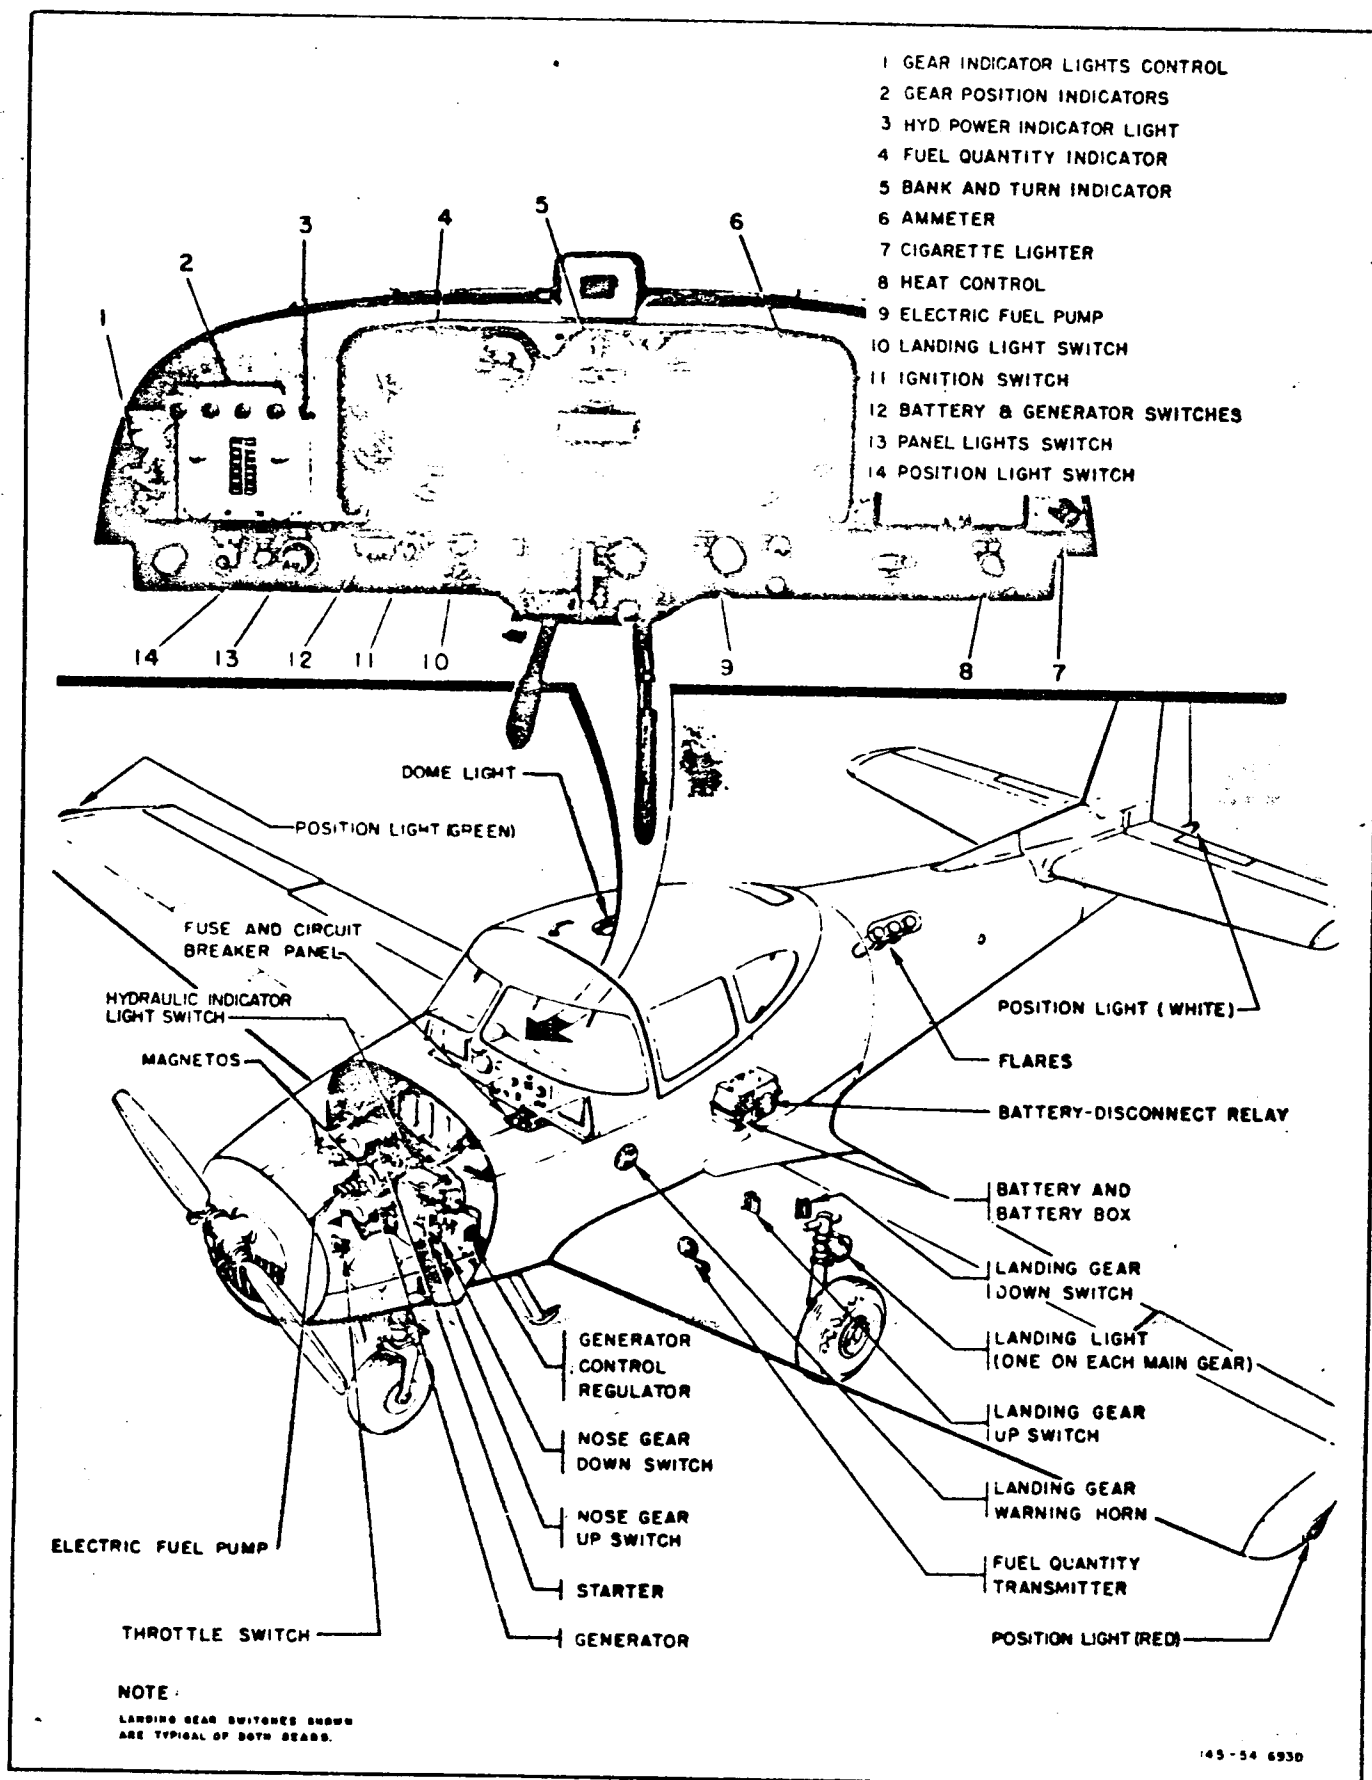 1 GEAR INDICATOR LIGHTS CONTROL
2 GEAR POSITION INDICATORS
3 HYD POWER INDICATOR LIGHT
4 FUEL QUANTITY INDICATOR
5 BANK AND TURN INDICATOR
6 AMMETER
7 CIGARETTE LIGHTER
8 HEAT CONTROL
9 ELECTRIC FUEL PUMP
10 LANDING LIGHT SWITCH
11 IGNITION SWITCH
12 BATTERY & GENERATOR SWITCHES
13 PANEL LIGHTS SWITCH
14 POSITION LIGHT SWITCH
1
2
3
4
5
6
14
13
12
11
10
9
8
7
DOME LIGHT
POSITION LIGHT (GREEN)
FUSE AND CIRCUIT
BREAKER PANEL
HYDRAULIC INDICATOR
LIGHT SWITCH
MAGNETOS
POSITION LIGHT (WHITE)
FLARES
BATTERY-DISCONNECT RELAY
BATTERY AND
BATTERY BOX
LANDING GEAR
DOWN SWITCH
LANDING LIGHT
(ONE ON EACH MAIN GEAR)
LANDING GEAR
UP SWITCH
LANDING GEAR
WARNING HORN
FUEL QUANTITY
TRANSMITTER
POSITION LIGHT (RED)
GENERATOR
CONTROL
REGULATOR
NOSE GEAR
DOWN SWITCH
NOSE GEAR
UP SWITCH
STARTER
GENERATOR
ELECTRIC FUEL PUMP
THROTTLE SWITCH
NOTE:
LANDING GEAR SWITCHES SHOWN
ARE TYPICAL OF BOTH GEARS.
145-54 693D